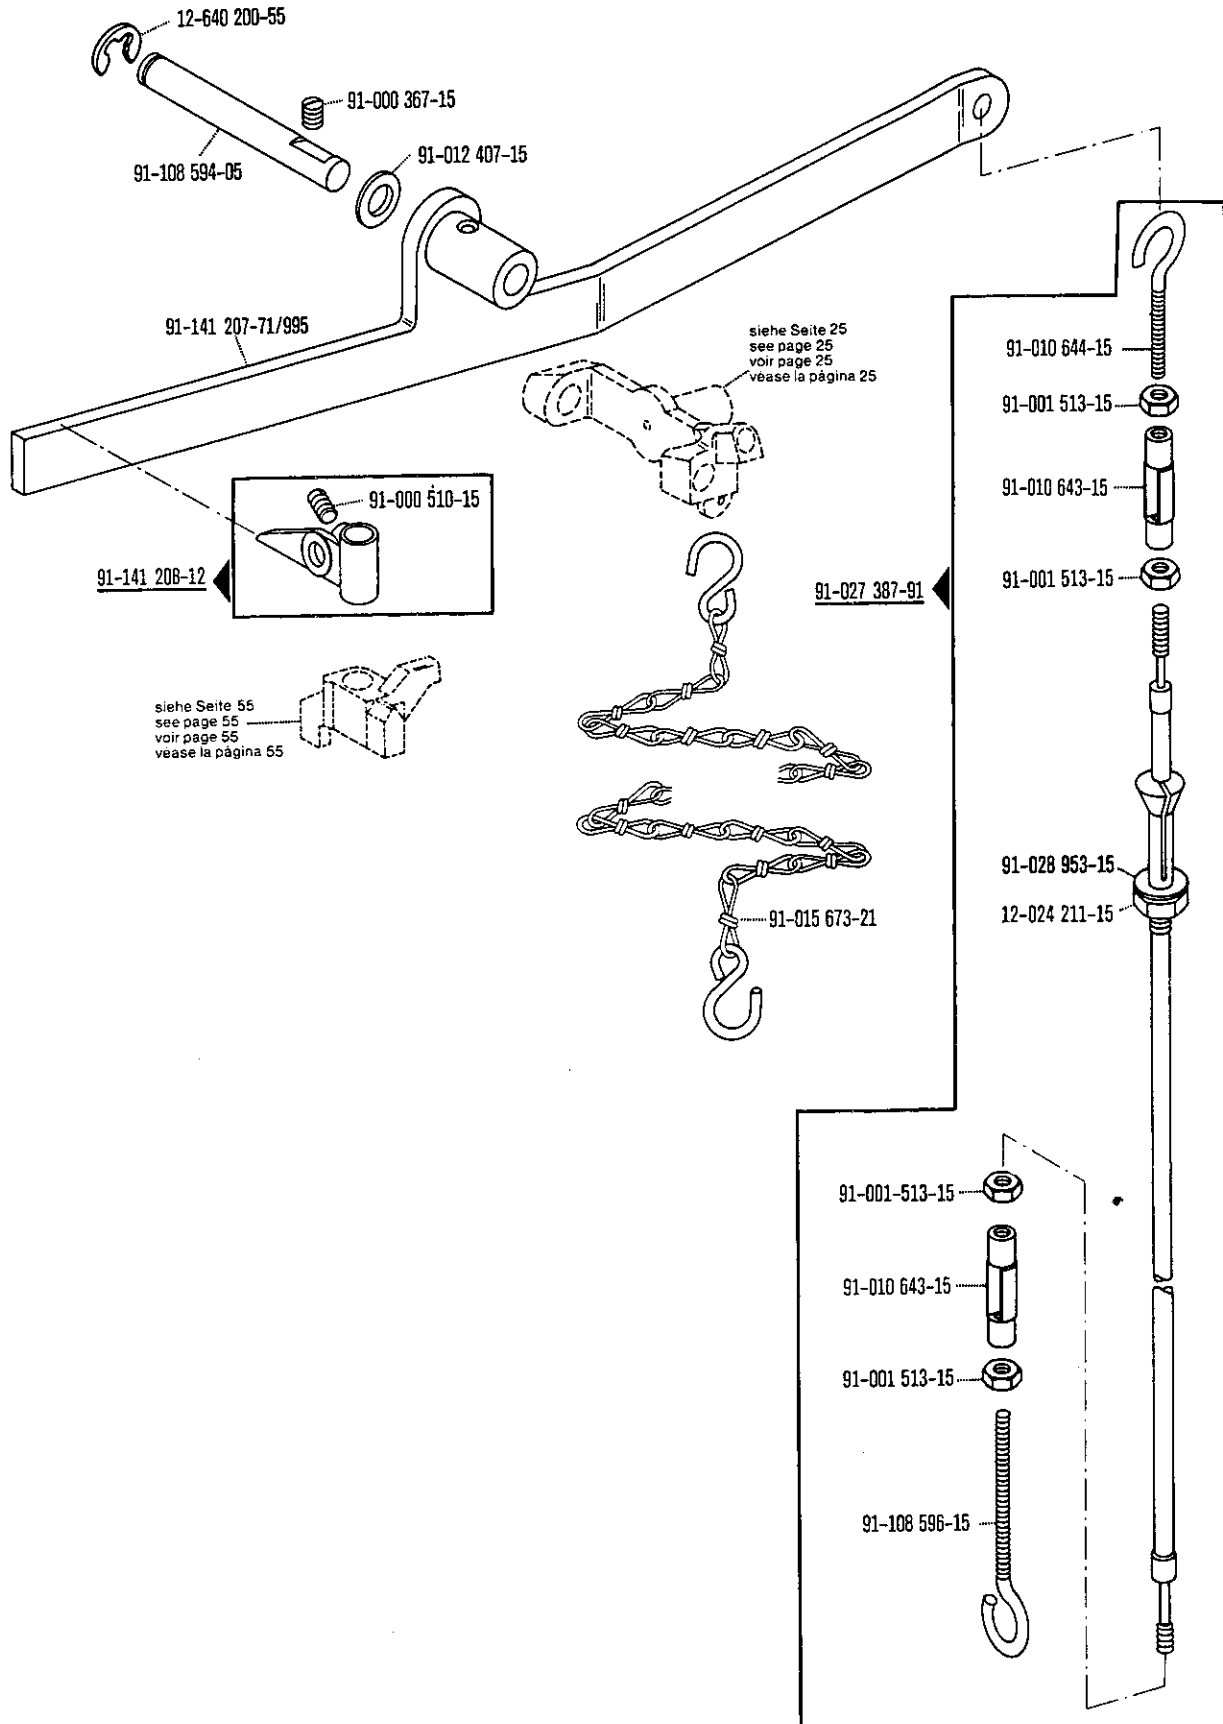 12-640 200-55
91-000 367-15
91-108 594-05
91-012 407-15
91-141 207-71/995
siehe Seite 25
see page 25
voir page 25
véase la página 25
91-010 644-15
91-001 513-15
91-010 643-15
91-001 513-15
91-000 510-15
91-141 208-12
91-027 387-91
siehe Seite 55
see page 55
voir page 55
véase la página 55
91-028 953-15
12-024 211-15
91-015 673-21
91-001-513-15
91-010 643-15
91-001 513-15
91-108 596-15